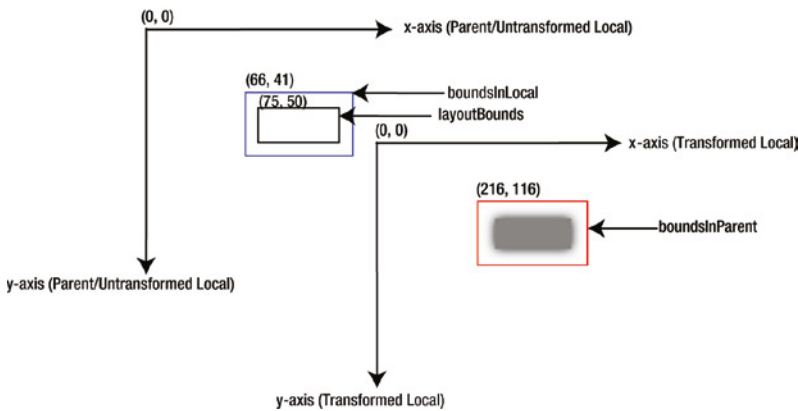 (0, 0)
x-axis (Parent/Untransformed Local)
(66, 41)
boundsInLocal
(75, 50)
layoutBounds
(0, 0)
x-axis (Transformed Local)
(216, 116)
boundsInParent
y-axis (Parent/Untransformed Local)
y-axis (Transformed Local)